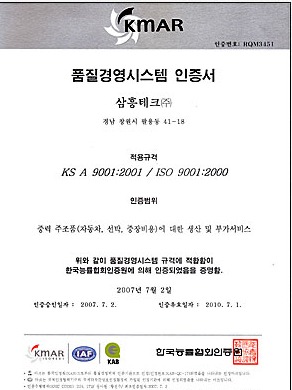 KMAR
인증번호: RQM3451
품질경영시스템 인증서
삼흥테크㈜
경남 창원시 팔용동 41-18
적용규격
KS A 9001:2001 / ISO 9001:2000
인증범위
중력 주조품(자동차, 선박, 중장비용)에 대한 생산 및 부가서비스
위와 같이 품질경영시스템 규격에 적합함이
한국능률협회인증원에 의해 인증되었음을 증명함.
2007년 7월 2일
인증승인일자 : 2007. 7. 2.
인증유효일자 : 2010. 7. 1.
KMAR
IAF
KAB
한국능률협회인증원